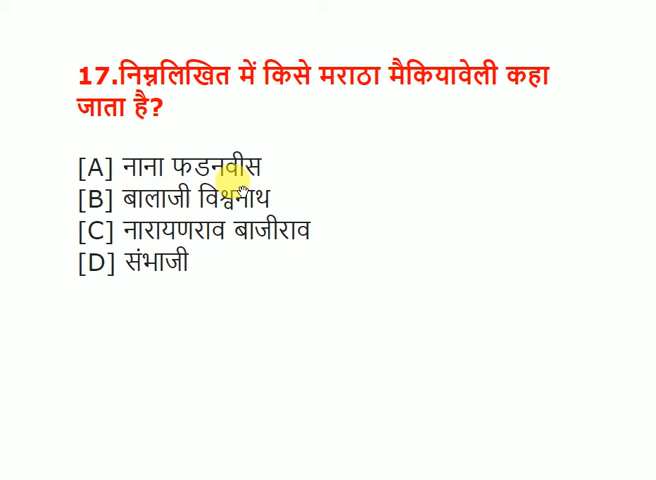 17.निम्नलिखित में किसे मराठा मैकियावेली कहा
जाता है?
[A] नाना फडनवीस
[B] बालाजी विश्वनाथ
[C] नारायणराव बाजीराव
[D] संभाजी